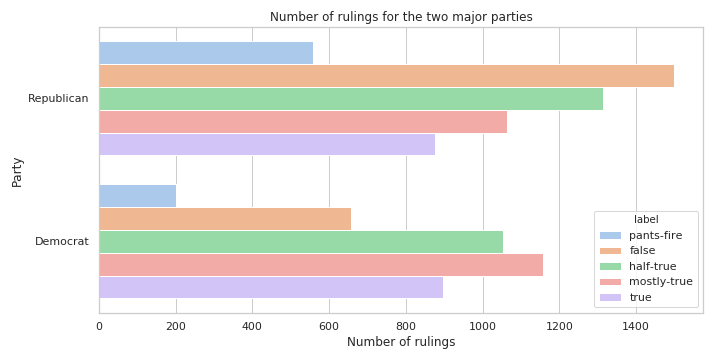 Number of rulings for the two major parties
Party
Republican
Democrat
label
pants-fire
false
half-true
mostly-true
true
0 200 400 600 800 1000 1200 1400
Number of rulings